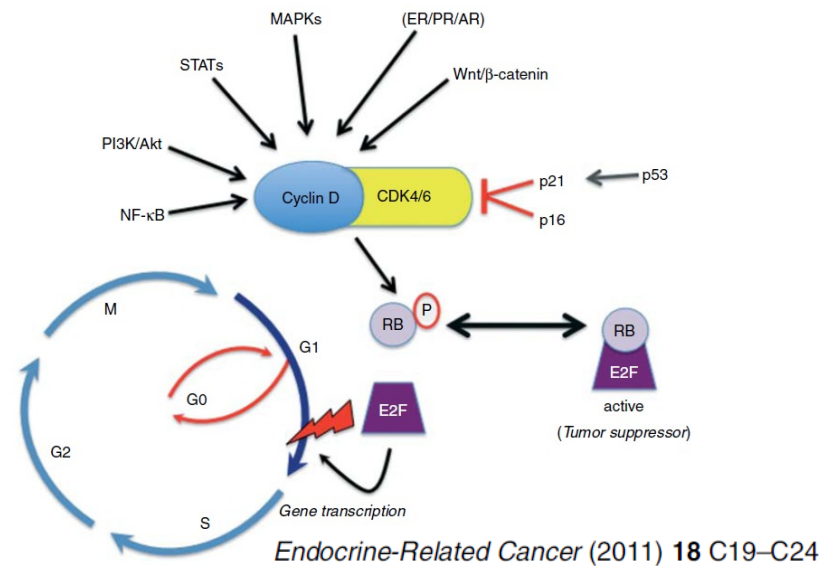 MAPKs
(ER/PR/AR)
STATs
Wnt/β-catenin
PI3K/Akt
NF-κB
Cyclin D
CDK4/6
p21
p53
p16
M
RB
P
RB
G1
E2F
G0
E2F
active
(Tumor suppressor)
G2
S
Gene transcription
Endocrine-Related Cancer (2011) 18 C19–C24